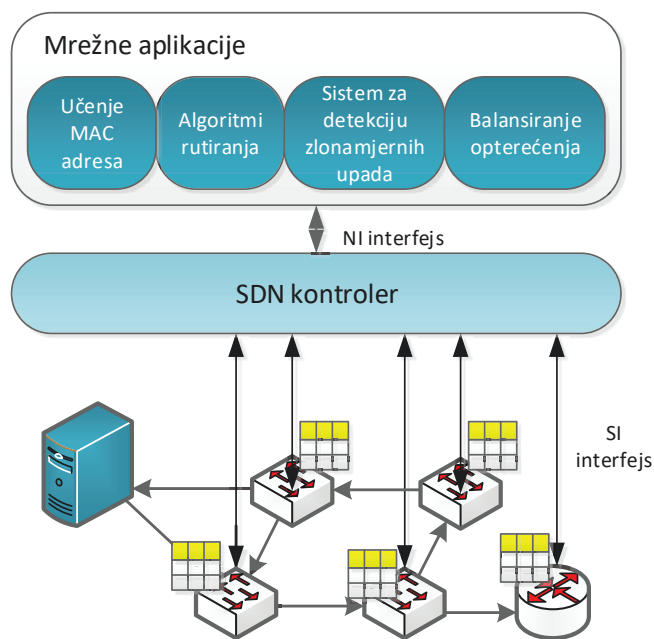 Mrežne aplikacije
Učenje
MAC
adresa
Algoritmi
rutiranja
Sistem za
detekciju
zlonamjernih
upada
Balansiranje
opterećenja
NI interfejs
SDN kontroler
SI
interfejs